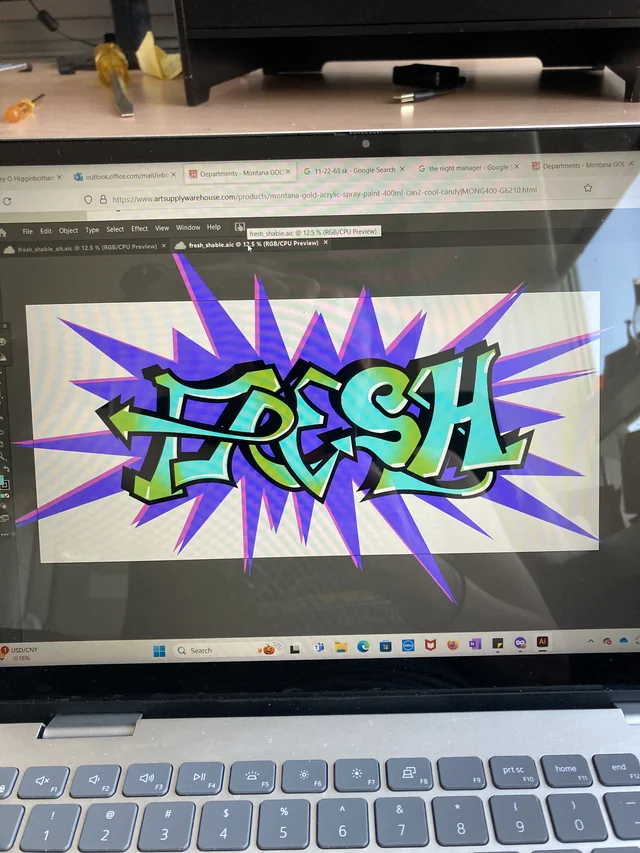 outlook.office.com/mail/inbo
Departments - Montana GOL
11-22-63 sk - Google Search
the night manager - Google
Departments - Montana GOL
https://www.artsupplywarehouse.com/products/montana-gold-acrylic-spray-paint-400ml-can2-cool-candy|MONG400-G6210.html
File Edit Object Type Select Effect View Window Help
fresh_shable.aic @ 12.5 % (RGB/CPU Preview)
fresh_shable_alt.aic @ 12.5 % (RGB/CPU Preview)
fresh_shable.aic @ 12.5 % (RGB/CPU Preview)
FRESH
USD/CNY
-0.18%
Search
Ai
F1 F2 F3 F4 F5 F6 F7 F8 F9 prt sc F10 home F11 end F12
! @ # $ % ^ & * ( )
1 2 3 4 5 6 7 8 9 0